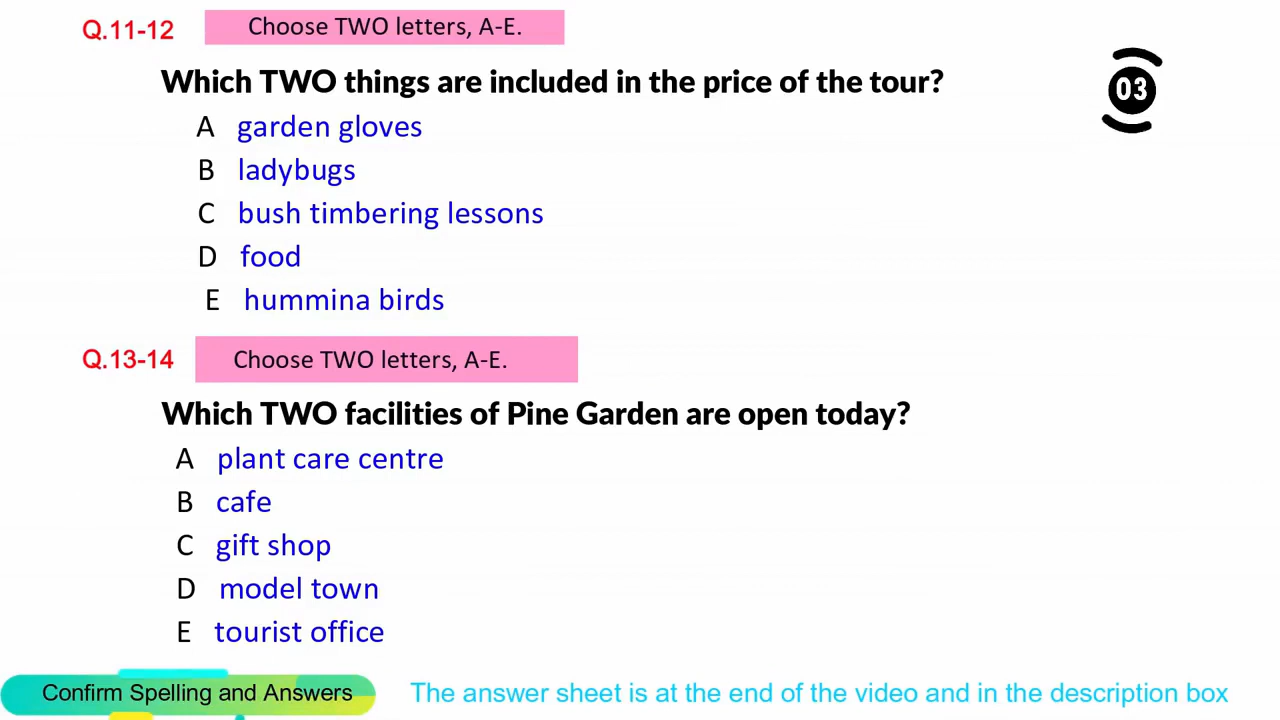 Q.11-12
Choose TWO letters, A-E.
Which TWO things are included in the price of the tour?
03
A garden gloves
B ladybugs
C bush timbering lessons
D food
E hummina birds
Q.13-14
Choose TWO letters, A-E.
Which TWO facilities of Pine Garden are open today?
A plant care centre
B cafe
C gift shop
D model town
E tourist office
Confirm Spelling and Answers
The answer sheet is at the end of the video and in the description box